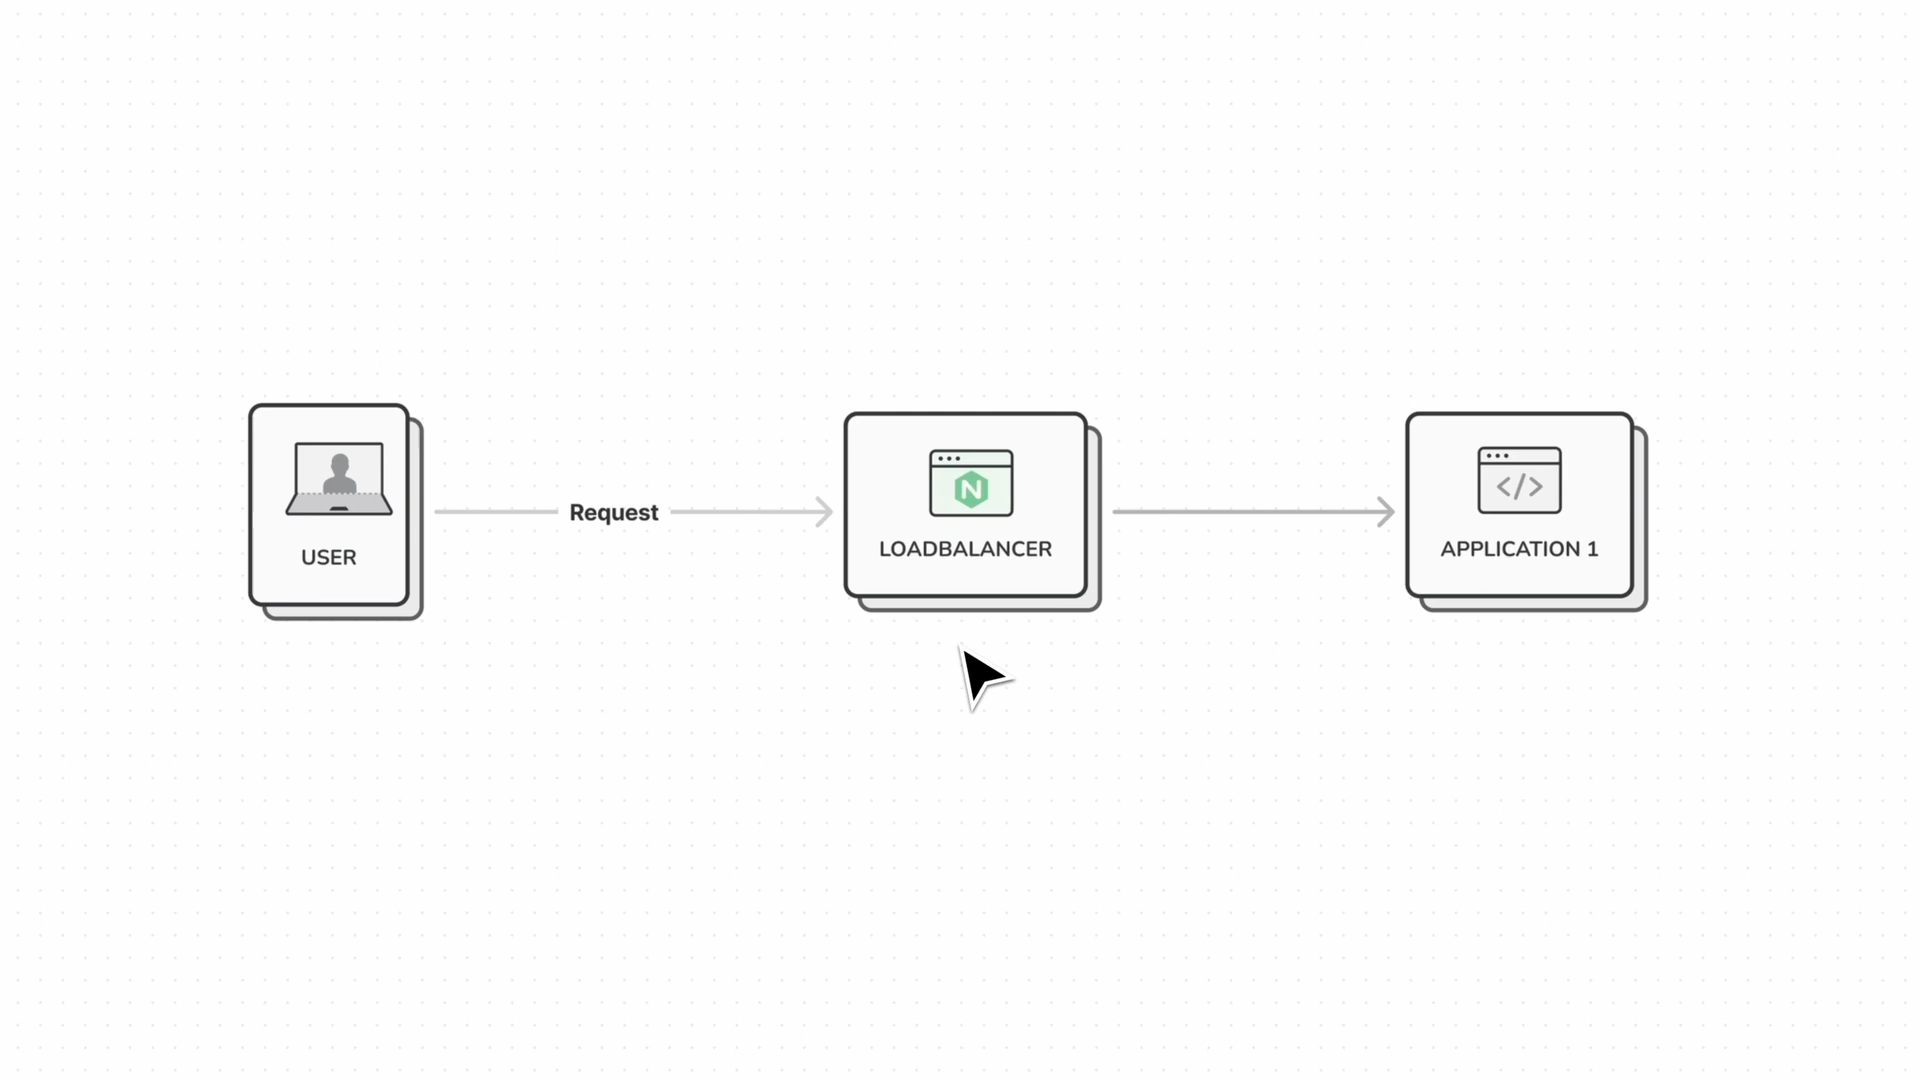 USER
Request
N
LOADBALANCER
</>
APPLICATION 1